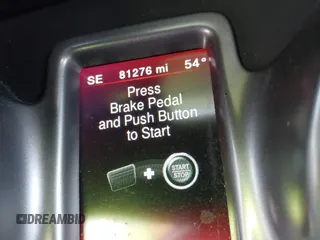 SE 81276 mi 54°
Press
Brake Pedal
and Push Button
to Start
START
STOP
DREAMBID